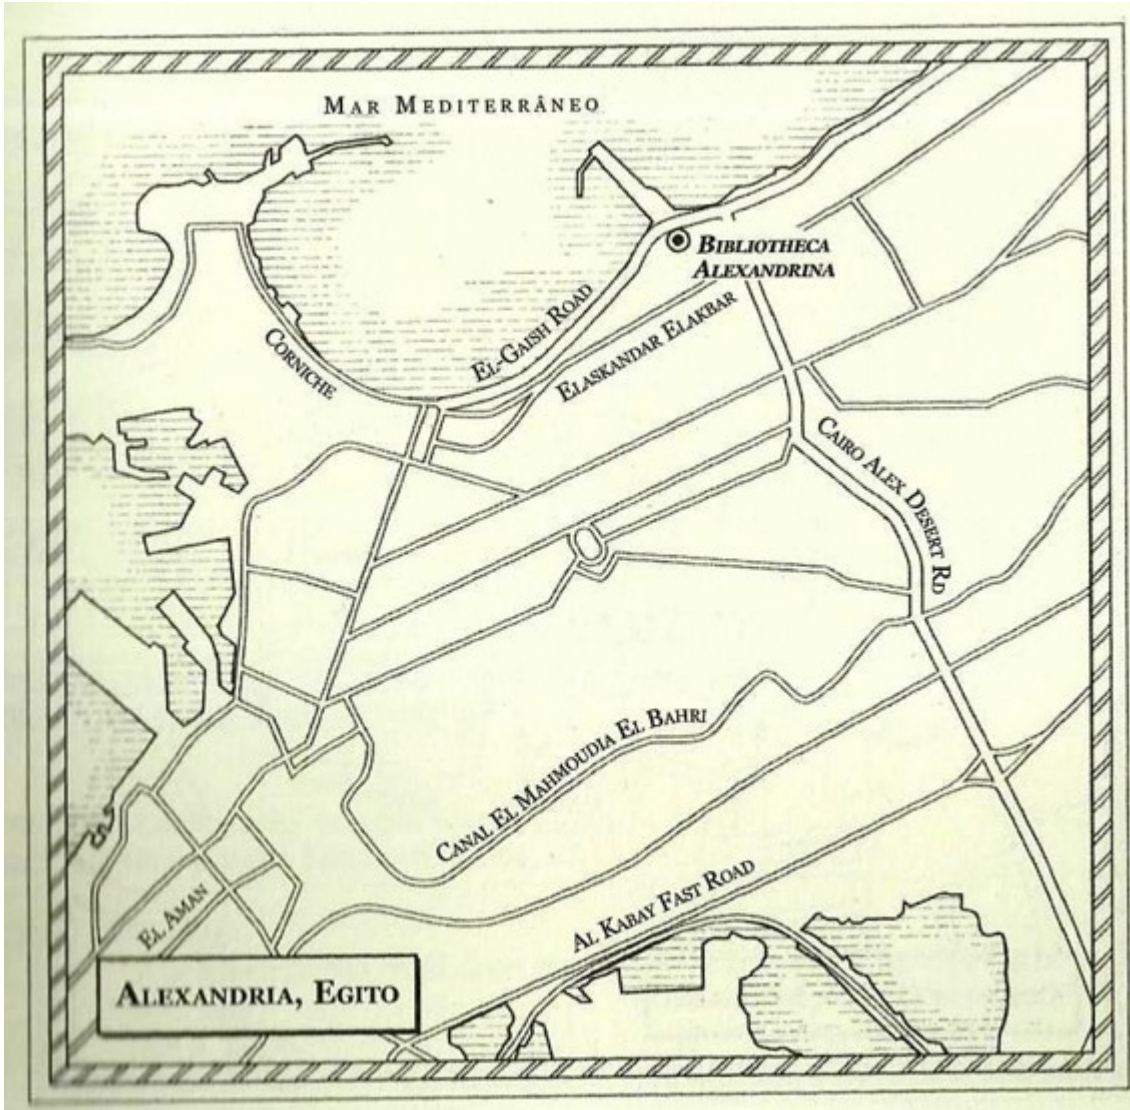 MAR MEDITERRÂNEO
BIBLIOTHECA
ALEXANDRINA
EL-GAISH ROAD
ELASKANDAR ELAKBAR
CORNICHE
CAIRO ALEX DESERT RD
CANAL EL MAHMOUDIA EL BAHRI
AL KABAY FAST ROAD
EL AMAN
ALEXANDRIA, EGITO